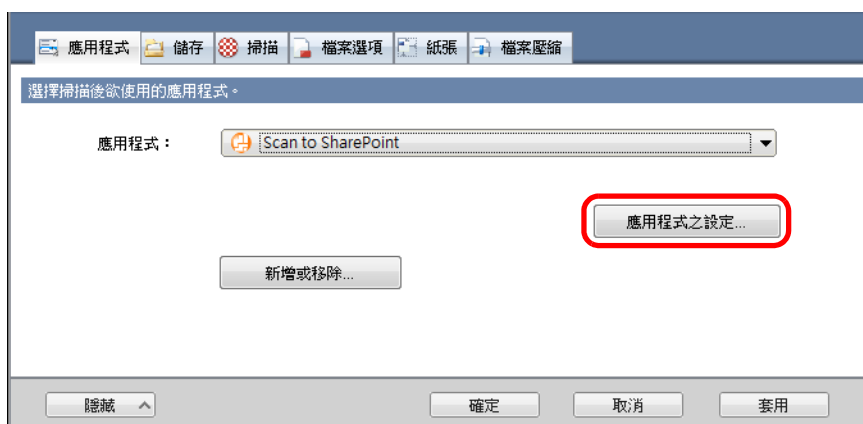 應用程式 儲存 掃描 檔案選項 紙張 檔案壓縮
選擇掃描後欲使用的應用程式。
應用程式： Scan to SharePoint
應用程式之設定...
新增或移除...
隱藏 確定 取消 套用